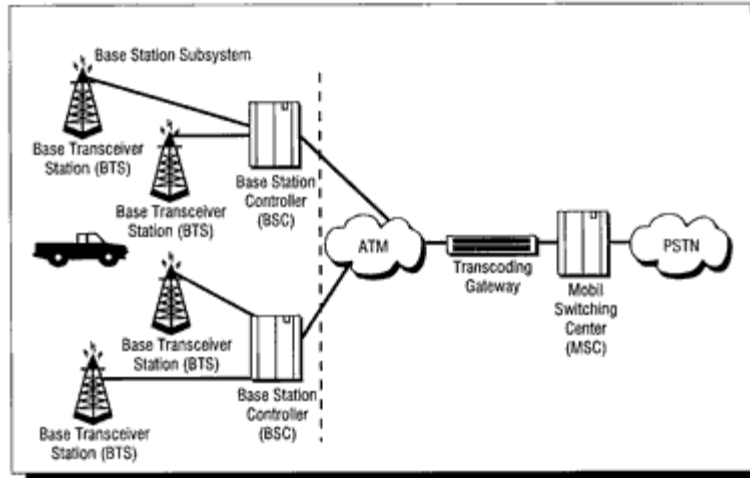 Base Station Subsystem
Base Transceiver
Station (BTS)
Base Transceiver
Station (BTS)
Base Station
Controller
(BSC)
ATM
Transcoding
Gateway
Mobil
Switching
Center
(MSC)
PSTN
Base Transceiver
Station (BTS)
Base Station
Controller
(BSC)
Base Transceiver
Station (BTS)